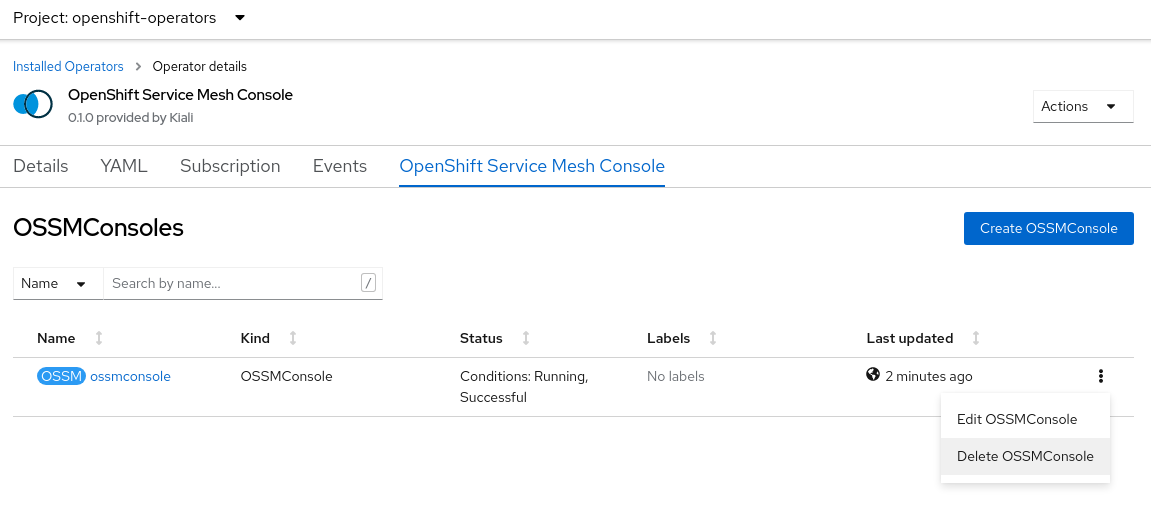 Project: openshift-operators
Installed Operators Operator details
OpenShift Service Mesh Console
0.1.0 provided by Kiali
Actions
Details YAML Subscription Events OpenShift Service Mesh Console
OSSMConsoles
Create OSSMConsole
Name Search by name... /
Name Kind Status Labels Last updated
OSSM ossmconsole OSSMConsole Conditions: Running, No labels 2 minutes ago
Successful
Edit OSSMConsole
Delete OSSMConsole